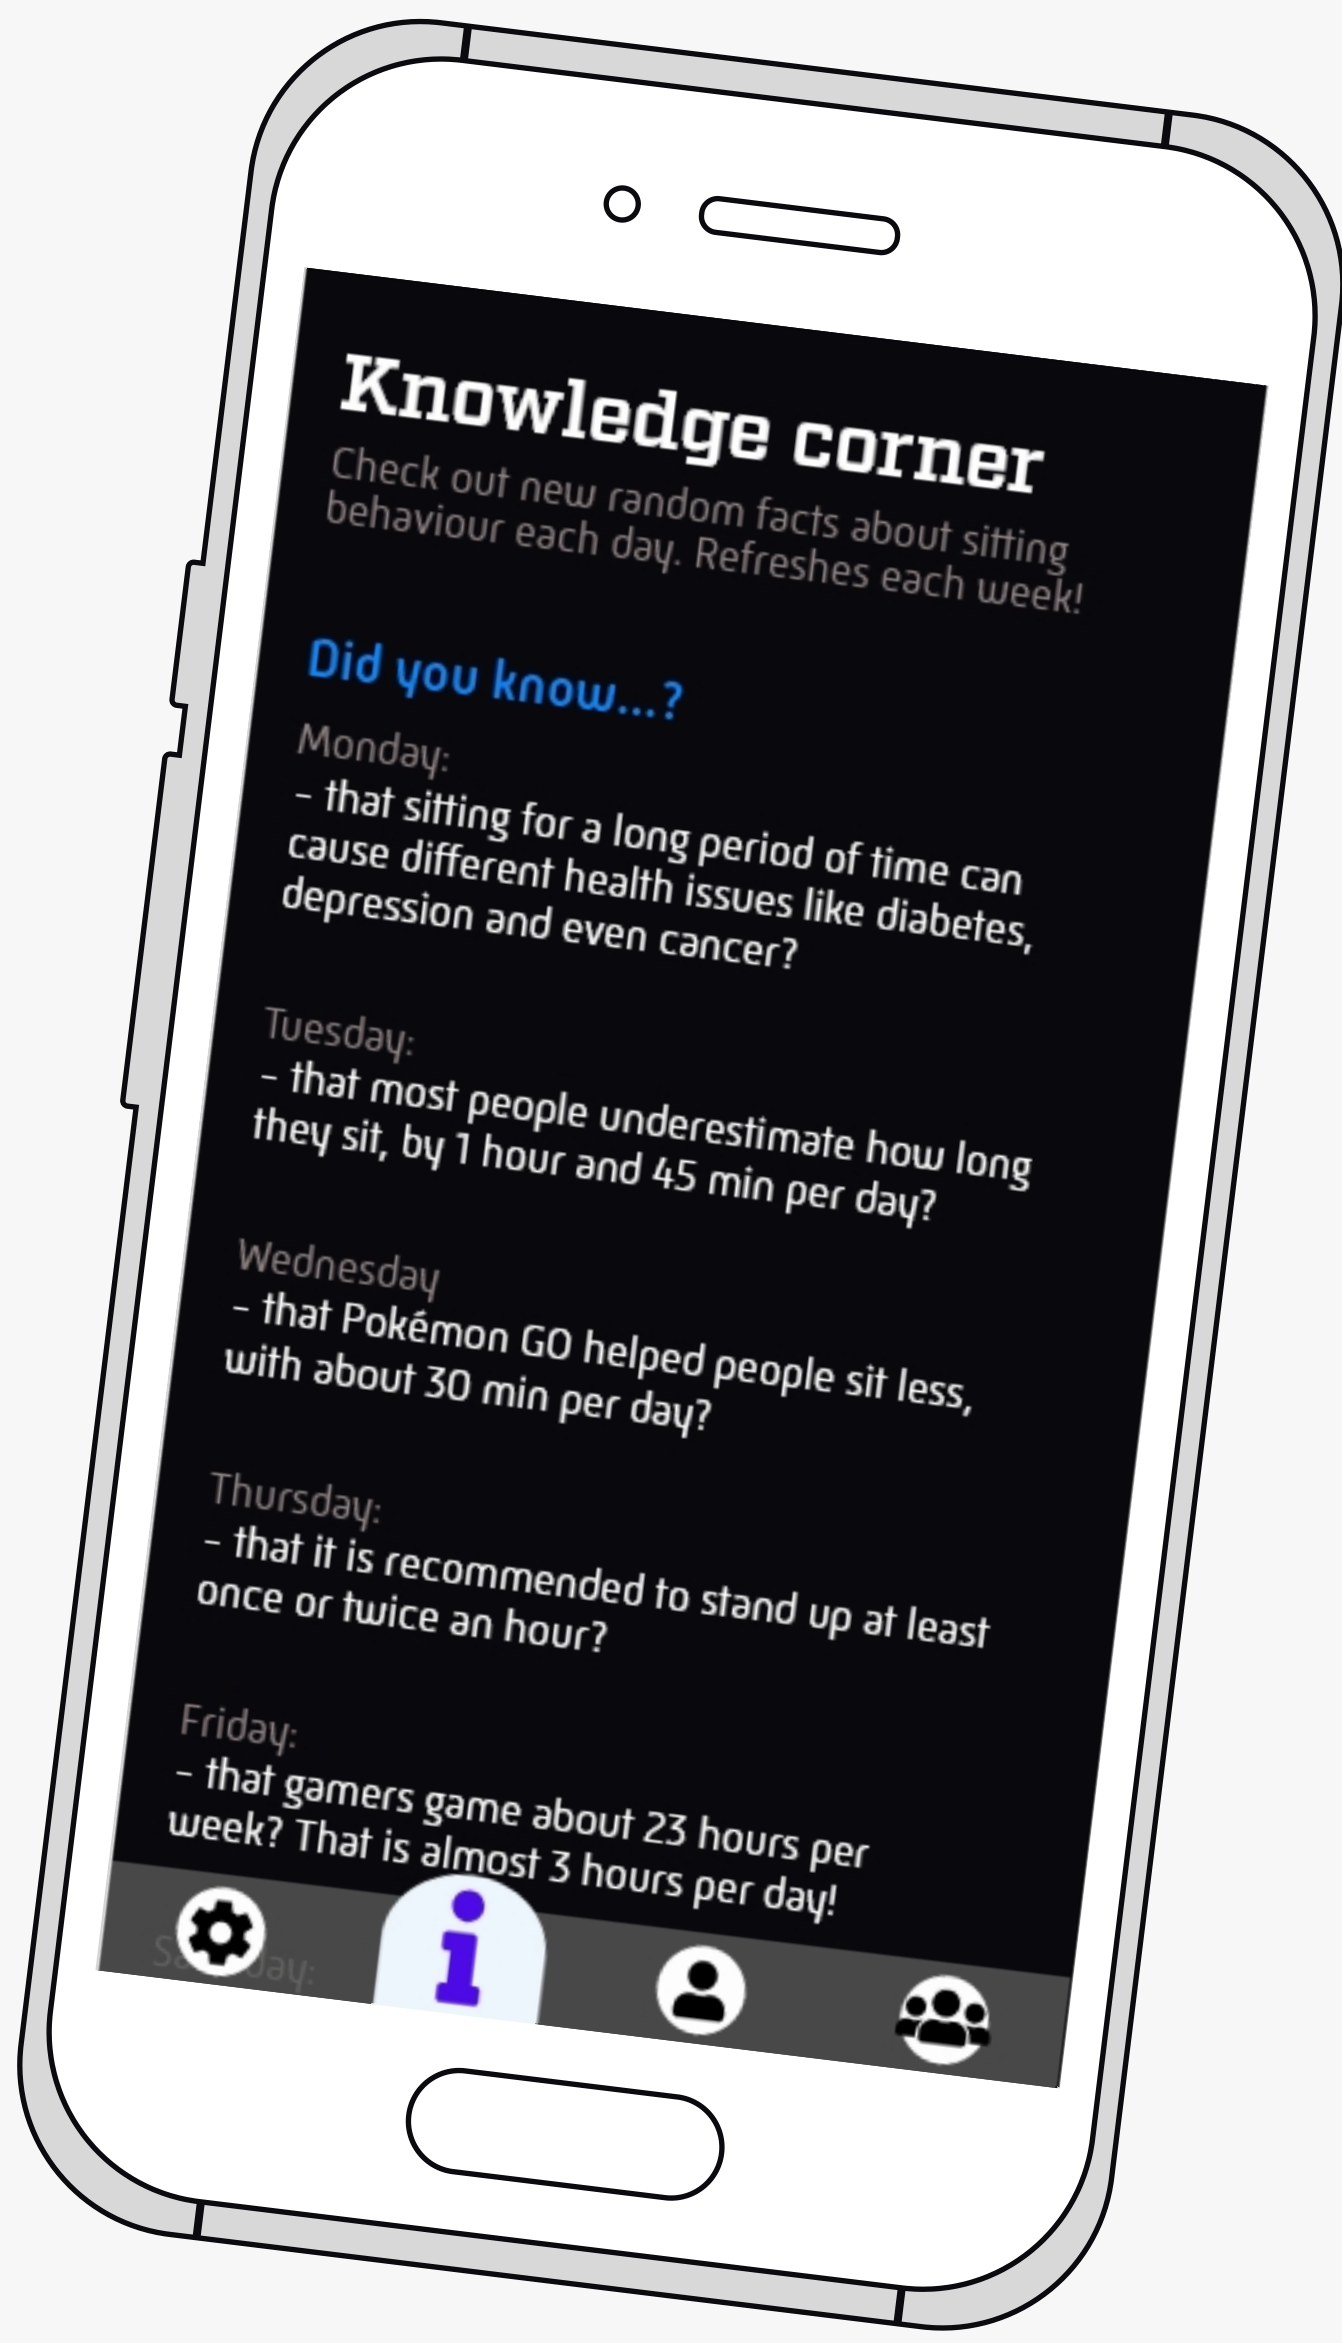 Knowledge corner
Check out new random facts about sitting
behaviour each day. Refreshes each week!
Did you know...?
Monday:
- that sitting for a long period of time can
cause different health issues like diabetes,
depression and even cancer?
Tuesday:
- that most people underestimate how long
they sit, by 1 hour and 45 min per day?
Wednesday
- that Pokémon GO helped people sit less,
with about 30 min per day?
Thursday:
- that it is recommended to stand up at least
once or twice an hour?
Friday:
- that gamers game about 23 hours per
week? That is almost 3 hours per day!